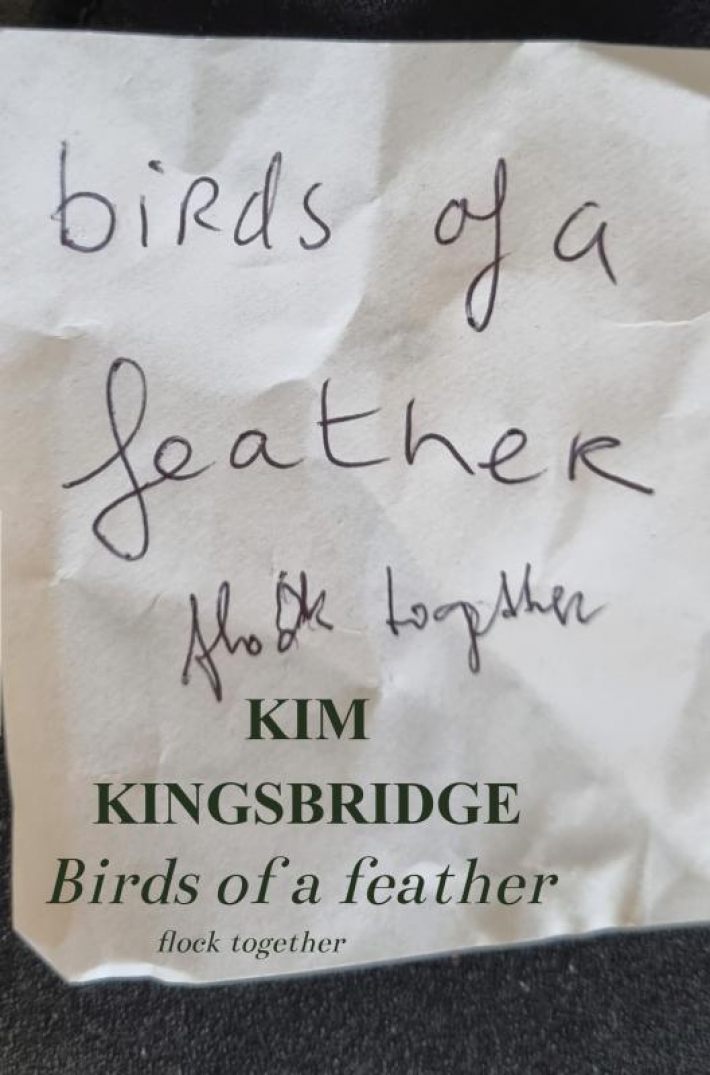 biRds of a
featheR
flock together
KIM
KINGSBRIDGE
Birds of a feather
flock together